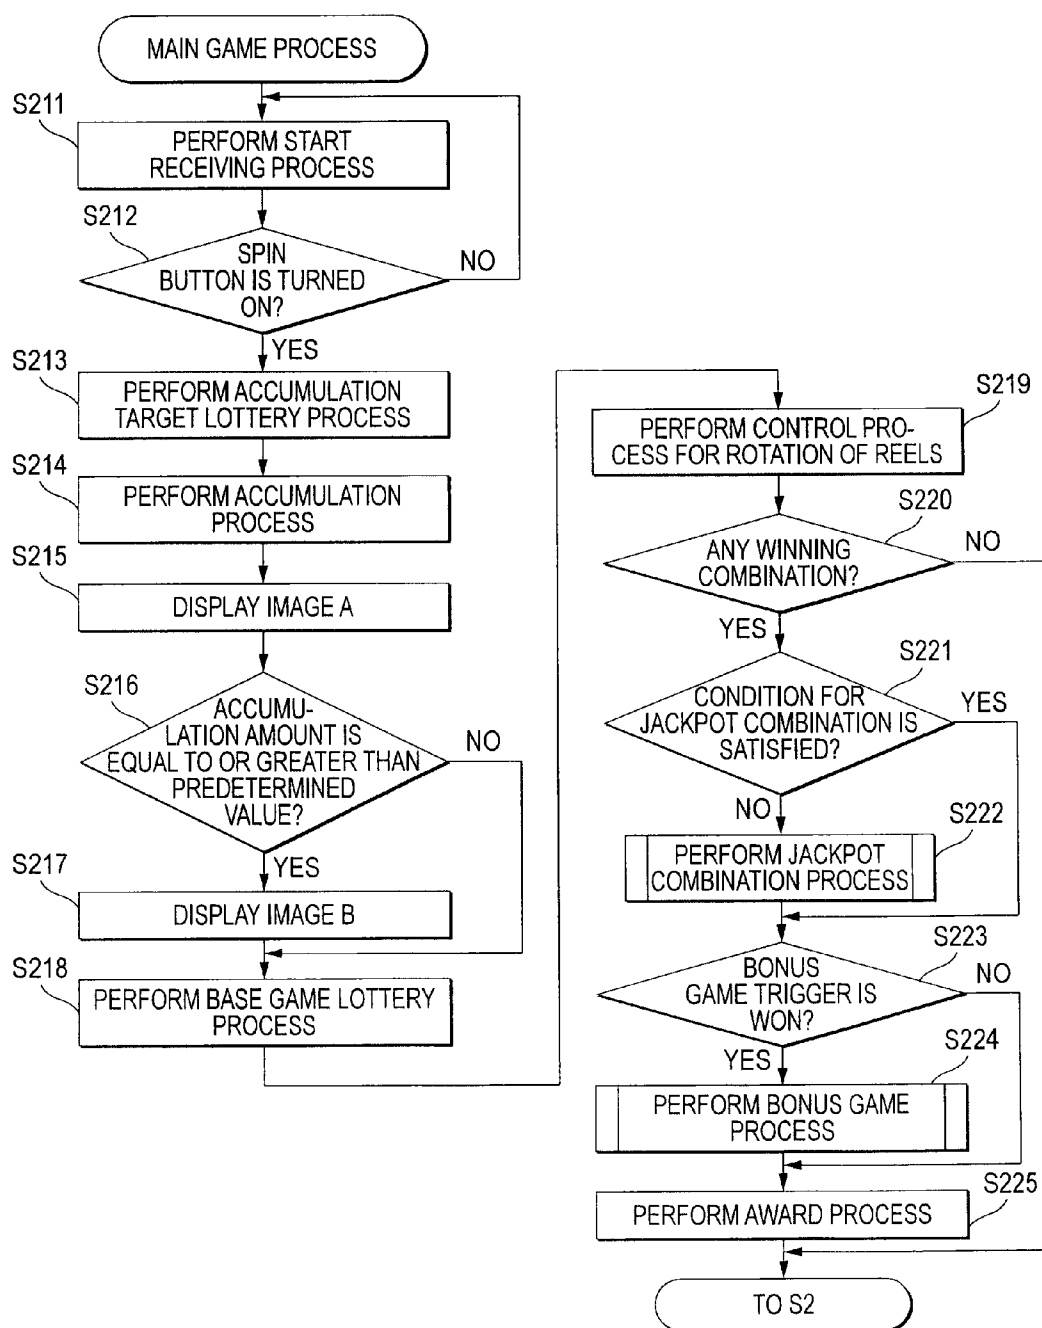 MAIN GAME PROCESS
S211
PERFORM START
RECEIVING PROCESS
S212
SPIN
BUTTON IS TURNED
ON?
NO
YES
S213
PERFORM ACCUMULATION
TARGET LOTTERY PROCESS
S214
PERFORM ACCUMULATION
PROCESS
S215
DISPLAY IMAGE A
S216
ACCUMU-
LATION AMOUNT IS
EQUAL TO OR GREATER THAN
PREDETERMINED
VALUE?
NO
YES
S217
DISPLAY IMAGE B
S218
PERFORM BASE GAME LOTTERY
PROCESS
S219
PERFORM CONTROL PRO-
CESS FOR ROTATION OF REELS
S220
ANY WINNING
COMBINATION?
NO
YES
S221
CONDITION FOR
JACKPOT COMBINATION IS
SATISFIED?
YES
NO
S222
PERFORM JACKPOT
COMBINATION PROCESS
S223
BONUS
GAME TRIGGER IS
WON?
NO
YES
S224
PERFORM BONUS GAME
PROCESS
S225
PERFORM AWARD PROCESS
TO S2